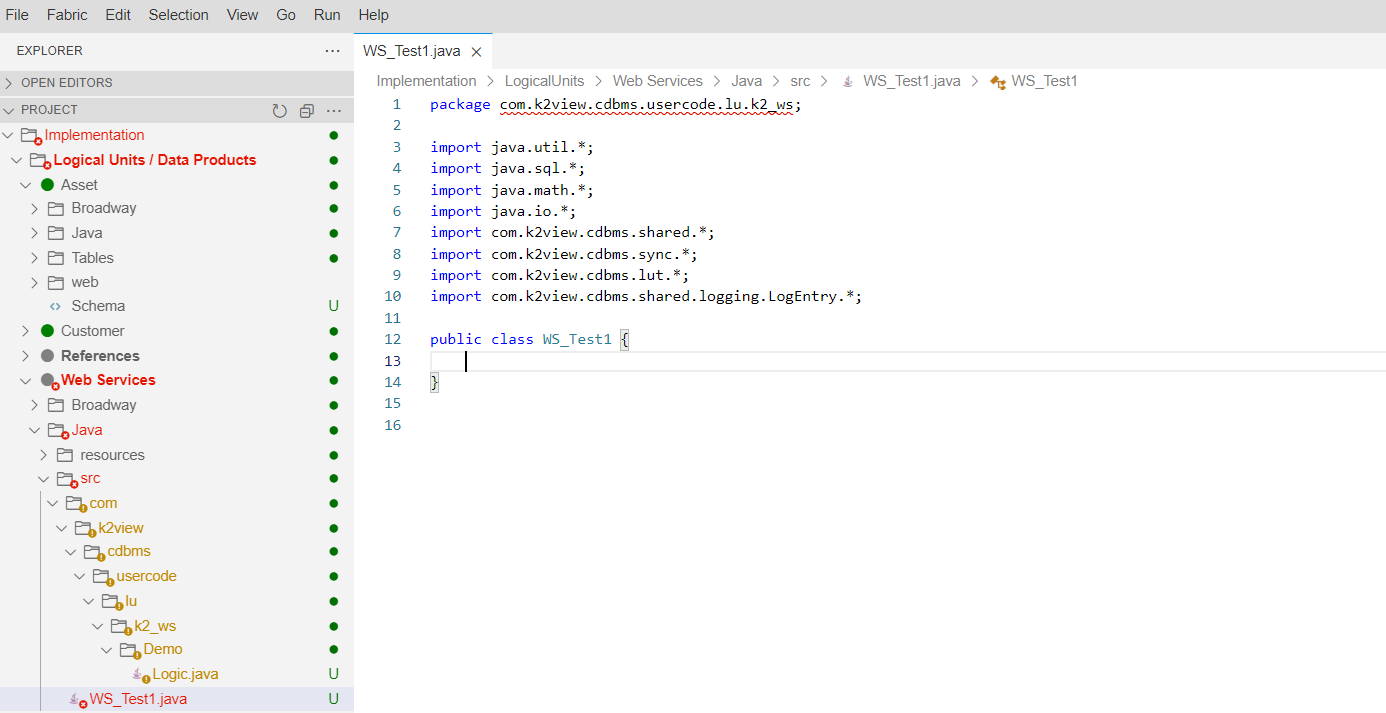 File Fabric Edit Selection View Go Run Help
EXPLORER ...
OPEN EDITORS
PROJECT ...
Implementation
Logical Units / Data Products
Asset
Broadway
Java
Tables
web
<> Schema U
Customer
References
Web Services
Broadway
Java
resources
src
com
k2view
cdbms
usercode
lu
k2_ws
Demo
Logic.java U
WS_Test1.java U
WS_Test1.java ×
Implementation > LogicalUnits > Web Services > Java > src > WS_Test1.java > WS_Test1
1 package com.k2view.cdbms.usercode.lu.k2_ws;
2
3 import java.util.*;
4 import java.sql.*;
5 import java.math.*;
6 import java.io.*;
7 import com.k2view.cdbms.shared.*;
8 import com.k2view.cdbms.sync.*;
9 import com.k2view.cdbms.lut.*;
10 import com.k2view.cdbms.shared.logging.LogEntry.*;
11
12 public class WS_Test1 {
13
14 }
15
16